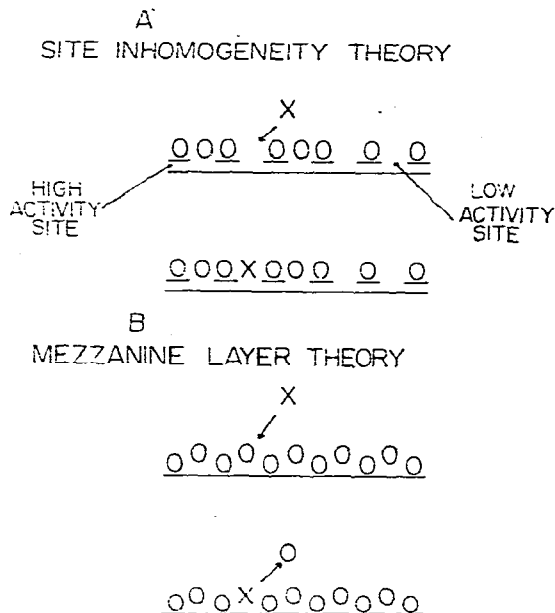 A
SITE INHOMOGENEITY THEORY
X
O O O O O O O O
HIGH
ACTIVITY
SITE
LOW
ACTIVITY
SITE
O O O X O O O O O
B
MEZZANINE LAYER THEORY
X
O O O O O O O O O O O
O
O O O X O O O O O O O